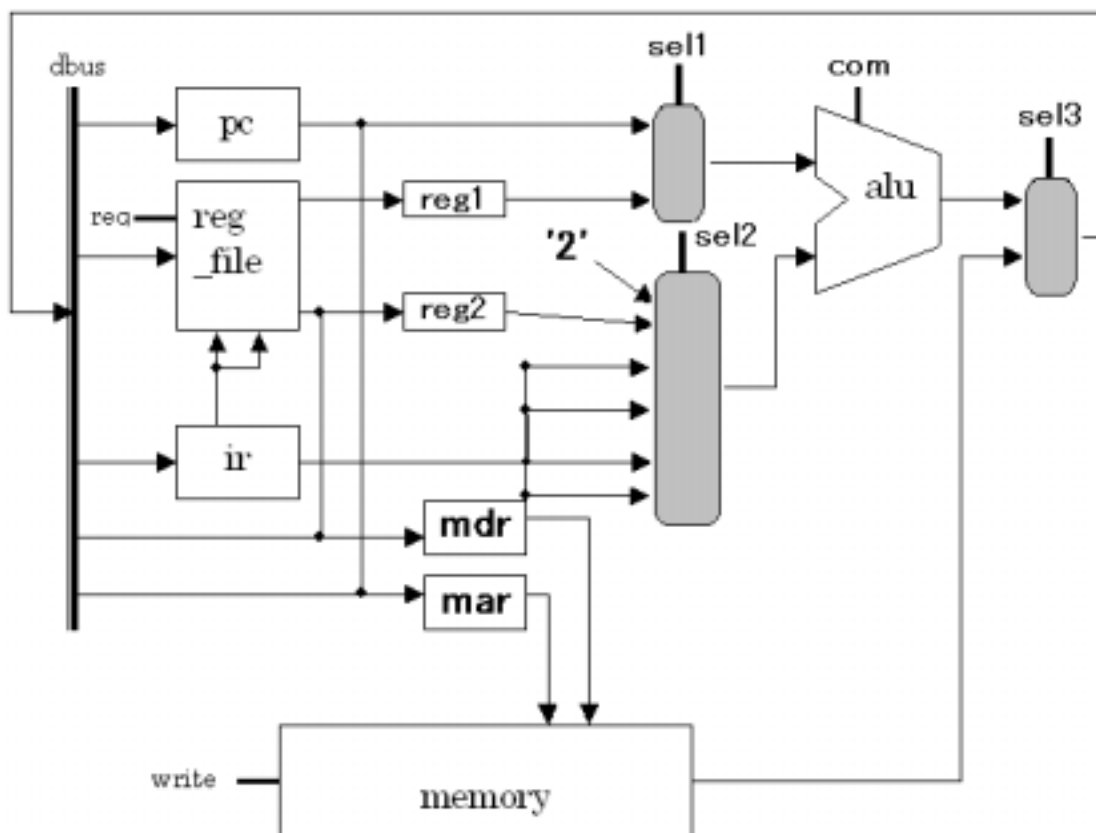 dbus
sel1
com
sel3
pc
reg1
alu
req
reg
_file
'2'
sel2
reg2
ir
mdr
mar
write
memory